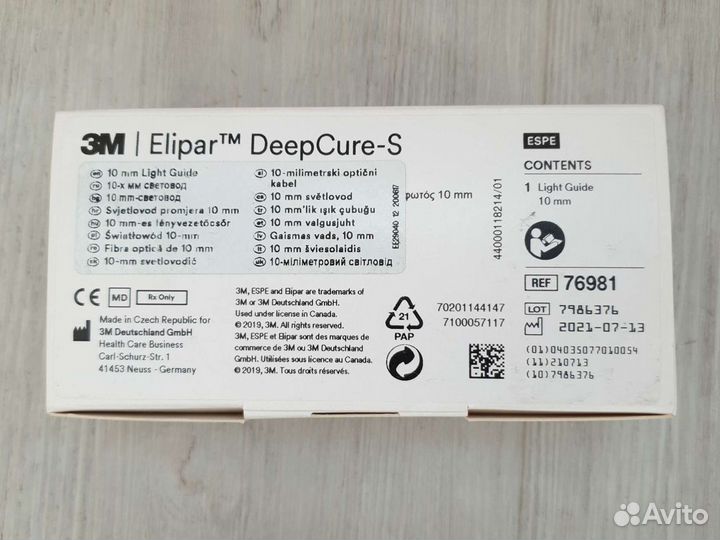 3M | Elipar™ DeepCure-S
en 10 mm Light Guide
10-х мм световод
10 mm-световод
Svjetlovod promjera 10 mm
10 mm-es fényvezetőcsőr
Światłowód 10-mm
Fibra optică de 10 mm
10-mm svetlovodič
10-milimetrski optični kabel
10 mm světlovod
10 mm'lik ışık çubuğu
10 mm valgusjuht
Gaismas vads, 10 mm
10 mm šviesolaidis
10-міліметровий світловід
EE29040 12 200617
φωτός 10 mm
44000118214/01
ESPE
CONTENTS
1 Light Guide
10 mm
REF 76981
LOT 7986376
2021-07-13
(01)04035077010054
(11)210713
(10)7986376
CE MD Rx Only
Made in Czech Republic for
3M Deutschland GmbH
Health Care Business
Carl-Schurz-Str. 1
41453 Neuss - Germany
3M, ESPE and Elipar are trademarks of
3M or 3M Deutschland GmbH.
Used under license in Canada.
© 2019, 3M. All rights reserved.
3M, ESPE et Elipar sont des marques de
commerce de 3M ou 3M Deutschland
GmbH. Utilisées sous licence au Canada.
© 2019, 3M. Tous droits réservés.
21
PAP
70201144147
7100057117
Avito